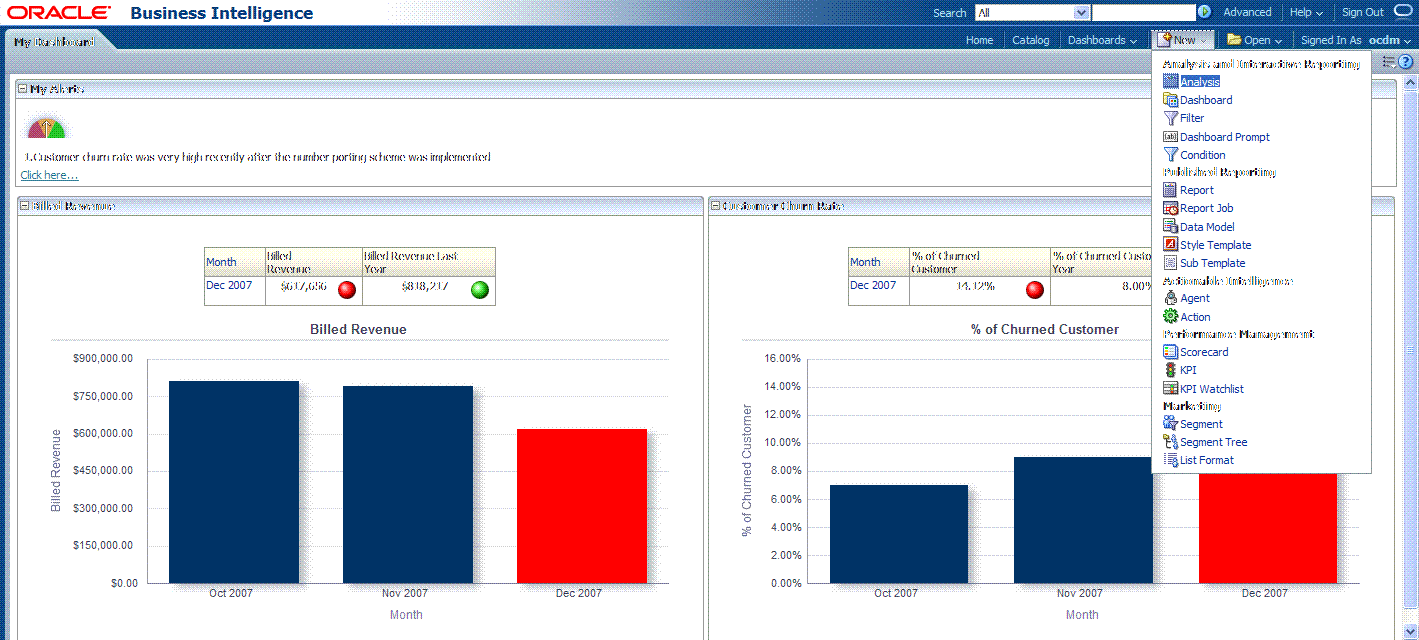 ORACLE Business Intelligence
Search All Advanced Help Sign Out
My Dashboard
Home Catalog Dashboards New Open Signed In As ocdm
My Alerts
1. Customer churn rate was very high recently after the number porting scheme was implemented
Click here...
Billed Revenue
Month
Billed Revenue
Billed Revenue Last Year
Dec 2007
Billed Revenue
$900,000.00
$750,000.00
$600,000.00
$450,000.00
$300,000.00
$150,000.00
$0.00
Billed Revenue
Oct 2007 Nov 2007 Dec 2007
Month
Customer Churn Rate
Month
% of Churned Customer
% of Churned Custo
Year
Dec 2007 14.12% 8.00%
% of Churned Customer
16.00%
14.00%
12.00%
10.00%
8.00%
6.00%
4.00%
2.00%
0.00%
% of Churned Customer
Oct 2007 Nov 2007 Dec 2007
Month
Analysis and Interactive Reporting
Analysis
Dashboard
Filter
Dashboard Prompt
Condition
Published Reporting
Report
Report Job
Data Model
Style Template
Sub Template
Actionable Intelligence
Agent
Action
Performance Management
Scorecard
KPI
KPI Watchlist
Marketing
Segment
Segment Tree
List Format